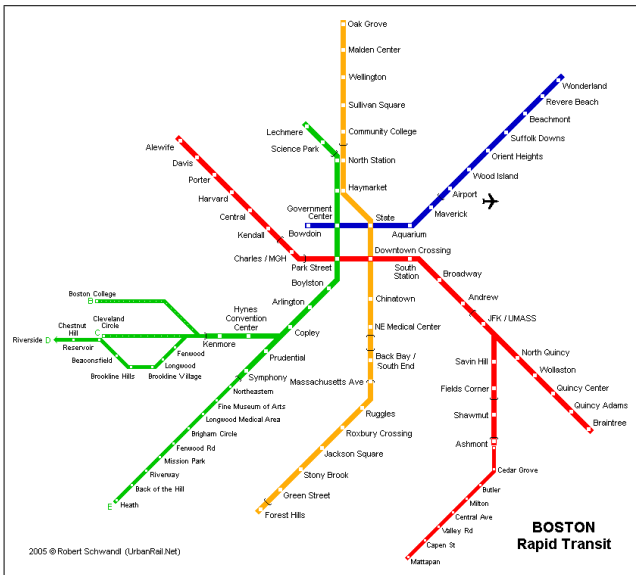 Oak Grove
Malden Center
Wellington
Sullivan Square
Community College
North Station
Haymarket
Lechmere
Science Park
Wonderland
Revere Beach
Beachmont
Suffolk Downs
Orient Heights
Wood Island
Airport
Maverick
Aquarium
State
Government
Center
Bowdoin
Alewife
Davis
Porter
Harvard
Central
Kendall
Charles / MGH
Park Street
Downtown Crossing
South
Station
Broadway
Andrew
JFK / UMASS
North Quincy
Wollaston
Quincy Center
Quincy Adams
Braintree
Savin Hill
Fields Corner
Shawmut
Ashmont
Cedar Grove
Butler
Milton
Central Ave
Valley Rd
Capen St
Mattapan
Chinatown
NE Medical Center
Back Bay /
South End
Massachusetts Ave
Ruggles
Roxbury Crossing
Jackson Square
Stony Brook
Green Street
Forest Hills
Boylston
Arlington
Copley
Hynes
Convention
Center
Kenmore
Boston College
B
Cleveland
Circle
C
Chestnut
Hill
Riverside
D
Reservoir
Beaconsfield
Brookline Hills
Brookline Village
Longwood
Fenwood
Prudential
Symphony
Northeastern
Fine Museum of Arts
Longwood Medical Area
Brigham Circle
Fenwood Rd
Mission Park
Riverway
Back of the Hill
E
Heath
BOSTON
Rapid Transit
2005 © Robert Schwandl (UrbanRail.Net)